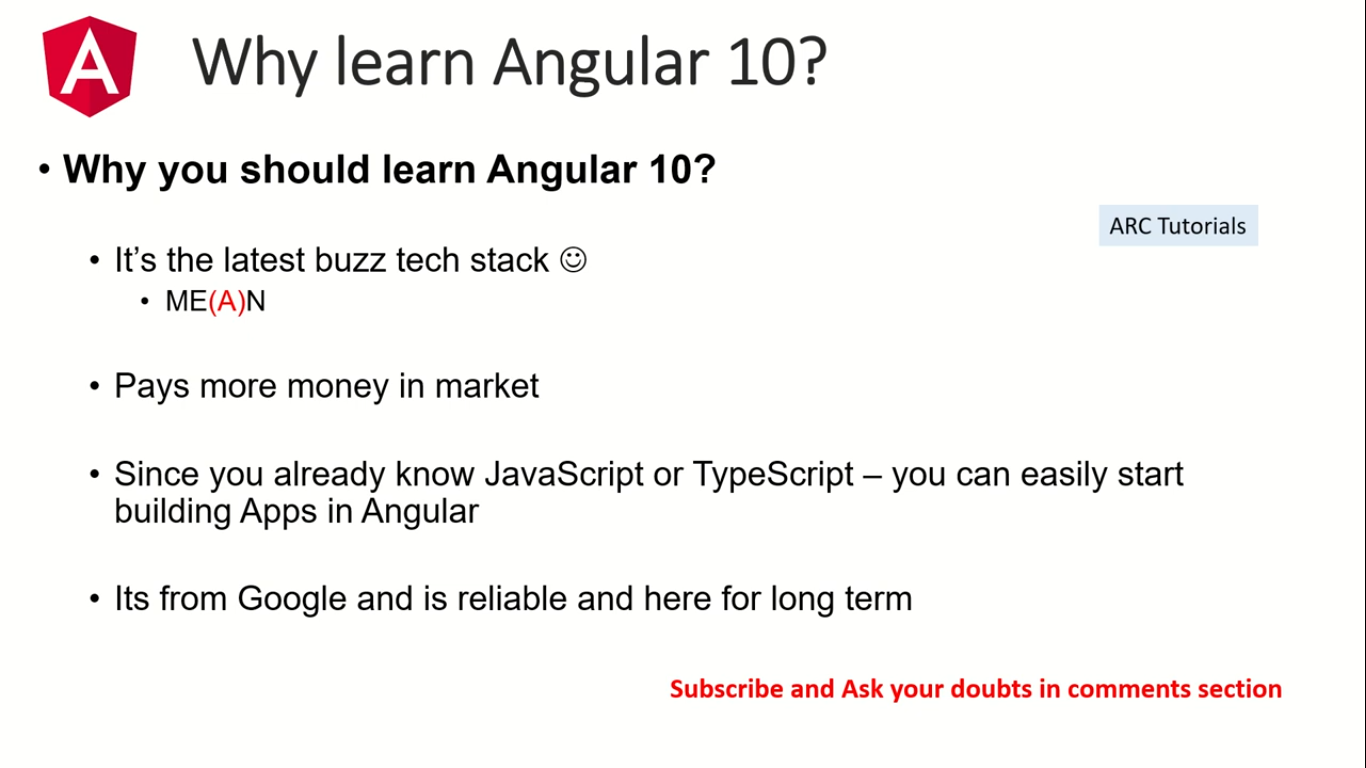 Why learn Angular 10?
• Why you should learn Angular 10?
ARC Tutorials
• It’s the latest buzz tech stack ☺
• ME(A)N
• Pays more money in market
• Since you already know JavaScript or TypeScript – you can easily start
building Apps in Angular
• Its from Google and is reliable and here for long term
Subscribe and Ask your doubts in comments section